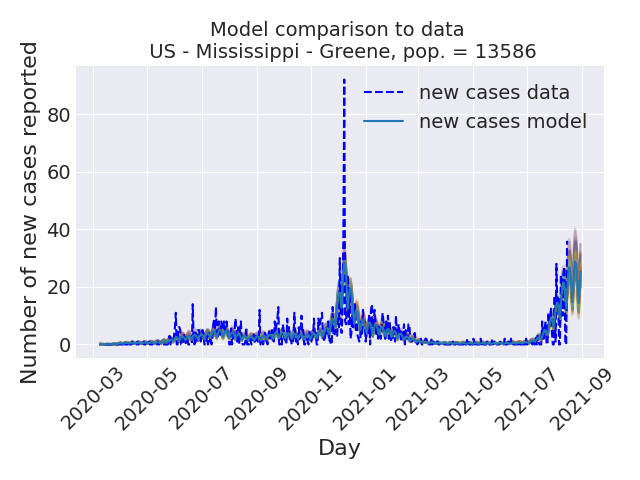 Model comparison to data
US - Mississippi - Greene, pop. = 13586
Number of new cases reported
80
60
40
20
0
new cases data
new cases model
2020-03
2020-05
2020-07
2020-09
2020-11
2021-01
2021-03
2021-05
2021-07
2021-09
Day